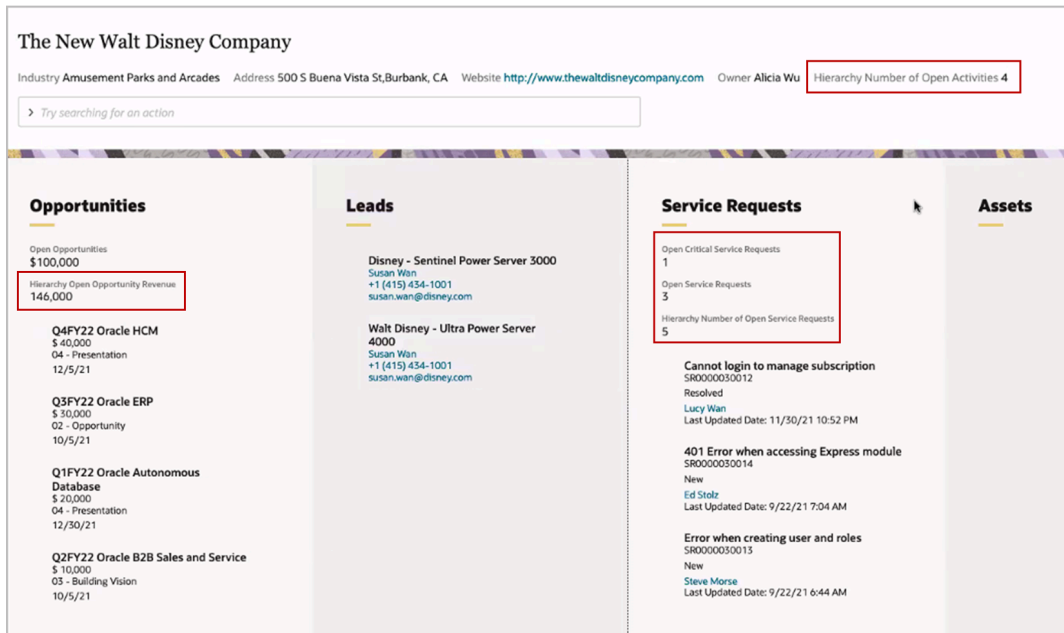 The New Walt Disney Company
Industry Amusement Parks and Arcades Address 500 S Buena Vista St,Burbank, CA Website http://www.thewaltdisneycompany.com Owner Alicia Wu Hierarchy Number of Open Activities 4
> Try searching for an action
Opportunities
Open Opportunities
$100,000
Hierarchy Open Opportunity Revenue
146,000
Q4FY22 Oracle HCM
$ 40,000
04 - Presentation
12/5/21
Q3FY22 Oracle ERP
$ 30,000
02 - Opportunity
10/5/21
Q1FY22 Oracle Autonomous
Database
$ 20,000
04 - Presentation
12/30/21
Q2FY22 Oracle B2B Sales and Service
$ 10,000
03 - Building Vision
10/5/21
Leads
Disney - Sentinel Power Server 3000
Susan Wan
+1 (415) 434-1001
susan.wan@disney.com
Walt Disney - Ultra Power Server
4000
Susan Wan
+1 (415) 434-1001
susan.wan@disney.com
Service Requests
Open Critical Service Requests
1
Open Service Requests
3
Hierarchy Number of Open Service Requests
5
Cannot login to manage subscription
SR0000030012
Resolved
Lucy Wan
Last Updated Date: 11/30/21 10:52 PM
401 Error when accessing Express module
SR0000030014
New
Ed Stolz
Last Updated Date: 9/22/21 7:04 AM
Error when creating user and roles
SR0000030013
New
Steve Morse
Last Updated Date: 9/22/21 6:44 AM
Assets